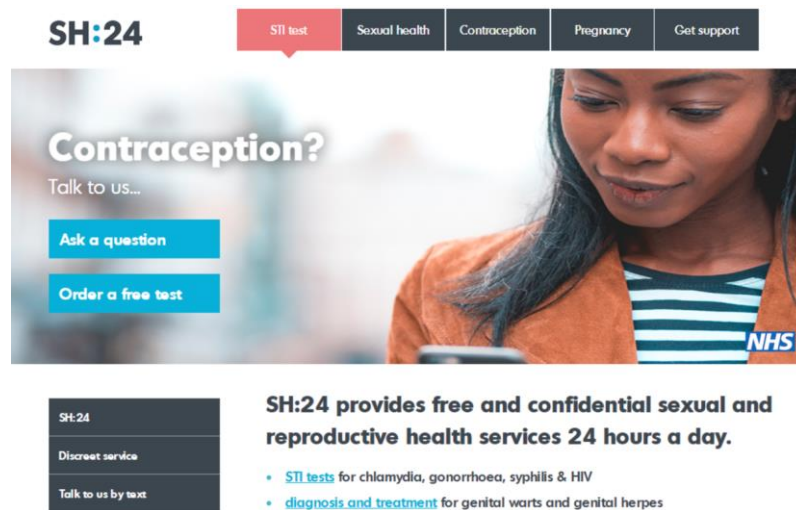 SH:24
STI test
Sexual health
Contraception
Pregnancy
Get support
Contraception?
Talk to us...
Ask a question
Order a free test
NHS
SH:24
Discreet service
Talk to us by text
SH:24 provides free and confidential sexual and
reproductive health services 24 hours a day.
• STI tests for chlamydia, gonorrhoea, syphilis & HIV
• diagnosis and treatment for genital warts and genital herpes